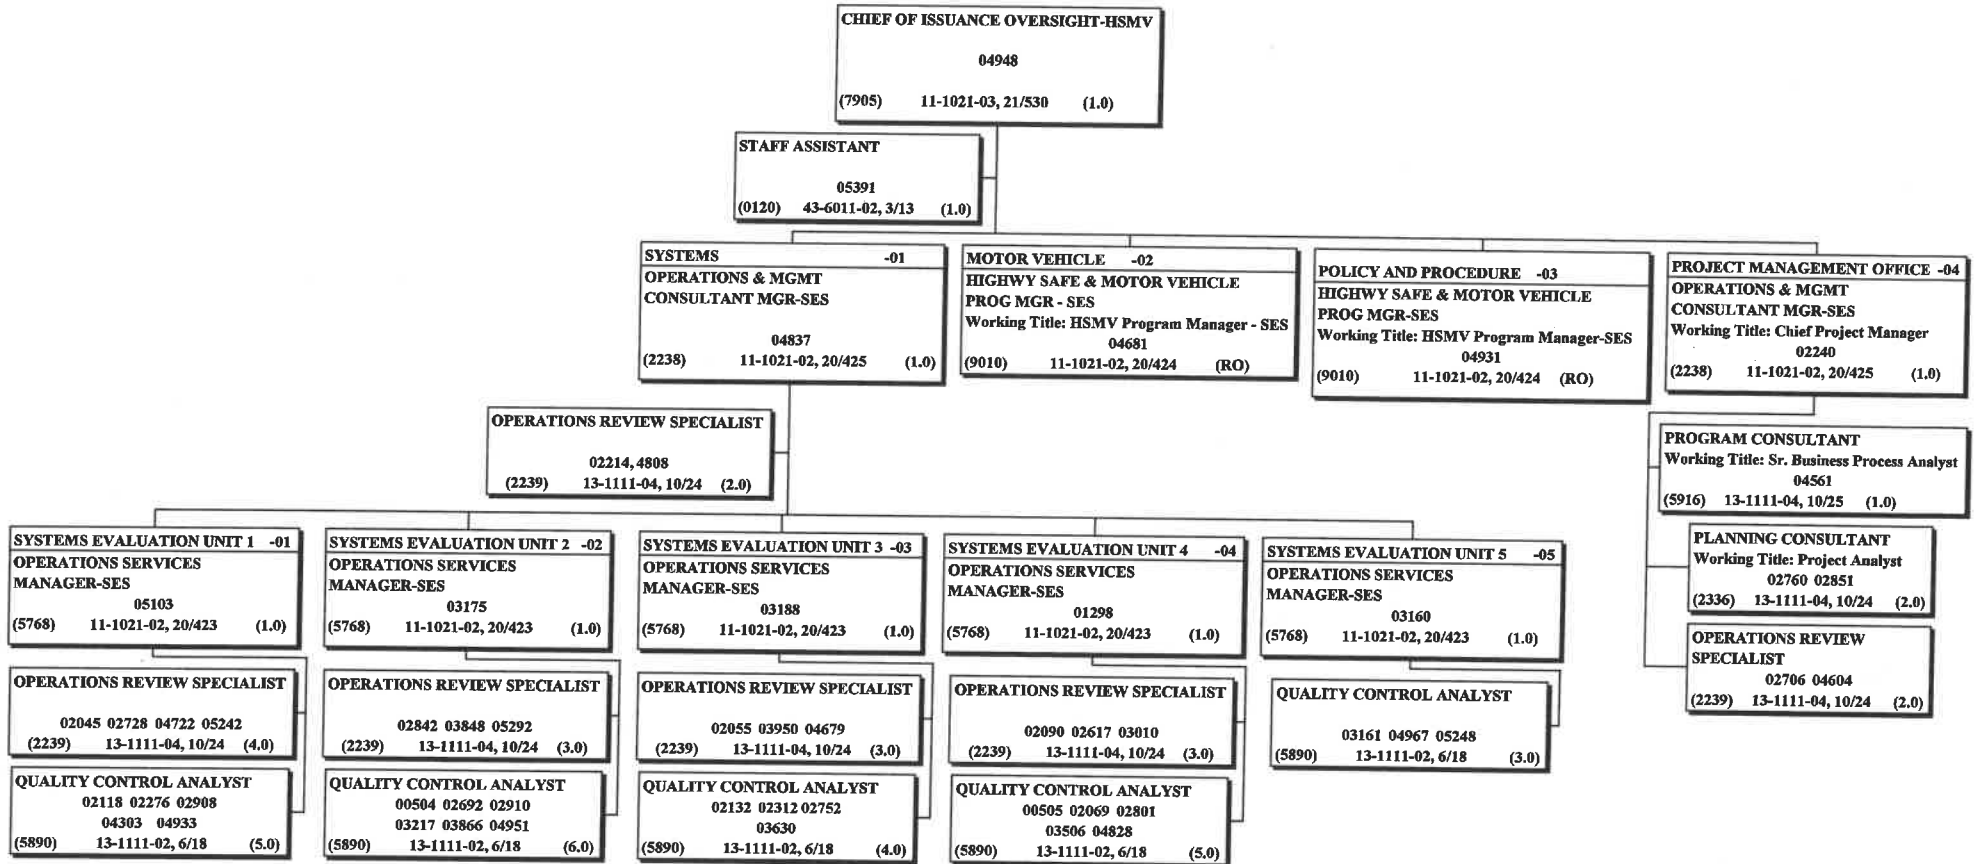 CHIEF OF ISSUANCE OVERSIGHT-HSMV
04948
(7905) 11-1021-03, 21/530 (1.0)
STAFF ASSISTANT
05391
(0120) 43-6011-02, 3/13 (1.0)
SYSTEMS -01
OPERATIONS & MGMT
CONSULTANT MGR-SES
04837
(2238) 11-1021-02, 20/425 (1.0)
MOTOR VEHICLE -02
HIGHWY SAFE & MOTOR VEHICLE
PROG MGR - SES
Working Title: HSMV Program Manager - SES
04681
(9010) 11-1021-02, 20/424 (RO)
POLICY AND PROCEDURE -03
HIGHWY SAFE & MOTOR VEHICLE
PROG MGR-SES
Working Title: HSMV Program Manager-SES
04931
(9010) 11-1021-02, 20/424 (RO)
PROJECT MANAGEMENT OFFICE -04
OPERATIONS & MGMT
CONSULTANT MGR-SES
Working Title: Chief Project Manager
02240
(2238) 11-1021-02, 20/425 (1.0)
OPERATIONS REVIEW SPECIALIST
02214, 4808
(2239) 13-1111-04, 10/24 (2.0)
PROGRAM CONSULTANT
Working Title: Sr. Business Process Analyst
04561
(5916) 13-1111-04, 10/25 (1.0)
PLANNING CONSULTANT
Working Title: Project Analyst
02760 02851
(2336) 13-1111-04, 10/24 (2.0)
OPERATIONS REVIEW
SPECIALIST
02706 04604
(2239) 13-1111-04, 10/24 (2.0)
SYSTEMS EVALUATION UNIT 1 -01
OPERATIONS SERVICES
MANAGER-SES
05103
(5768) 11-1021-02, 20/423 (1.0)
SYSTEMS EVALUATION UNIT 2 -02
OPERATIONS SERVICES
MANAGER-SES
03175
(5768) 11-1021-02, 20/423 (1.0)
SYSTEMS EVALUATION UNIT 3 -03
OPERATIONS SERVICES
MANAGER-SES
03188
(5768) 11-1021-02, 20/423 (1.0)
SYSTEMS EVALUATION UNIT 4 -04
OPERATIONS SERVICES
MANAGER-SES
01298
(5768) 11-1021-02, 20/423 (1.0)
SYSTEMS EVALUATION UNIT 5 -05
OPERATIONS SERVICES
MANAGER-SES
03160
(5768) 11-1021-02, 20/423 (1.0)
OPERATIONS REVIEW SPECIALIST
02045 02728 04722 05242
(2239) 13-1111-04, 10/24 (4.0)
OPERATIONS REVIEW SPECIALIST
02842 03848 05292
(2239) 13-1111-04, 10/24 (3.0)
OPERATIONS REVIEW SPECIALIST
02055 03950 04679
(2239) 13-1111-04, 10/24 (3.0)
OPERATIONS REVIEW SPECIALIST
02090 02617 03010
(2239) 13-1111-04, 10/24 (3.0)
QUALITY CONTROL ANALYST
03161 04967 05248
(5890) 13-1111-02, 6/18 (3.0)
QUALITY CONTROL ANALYST
02118 02276 02908
04303 04933
(5890) 13-1111-02, 6/18 (5.0)
QUALITY CONTROL ANALYST
00504 02692 02910
03217 03866 04951
(5890) 13-1111-02, 6/18 (6.0)
QUALITY CONTROL ANALYST
02132 02312 02752
03630
(5890) 13-1111-02, 6/18 (4.0)
QUALITY CONTROL ANALYST
00505 02069 02801
03506 04828
(5890) 13-1111-02, 6/18 (5.0)